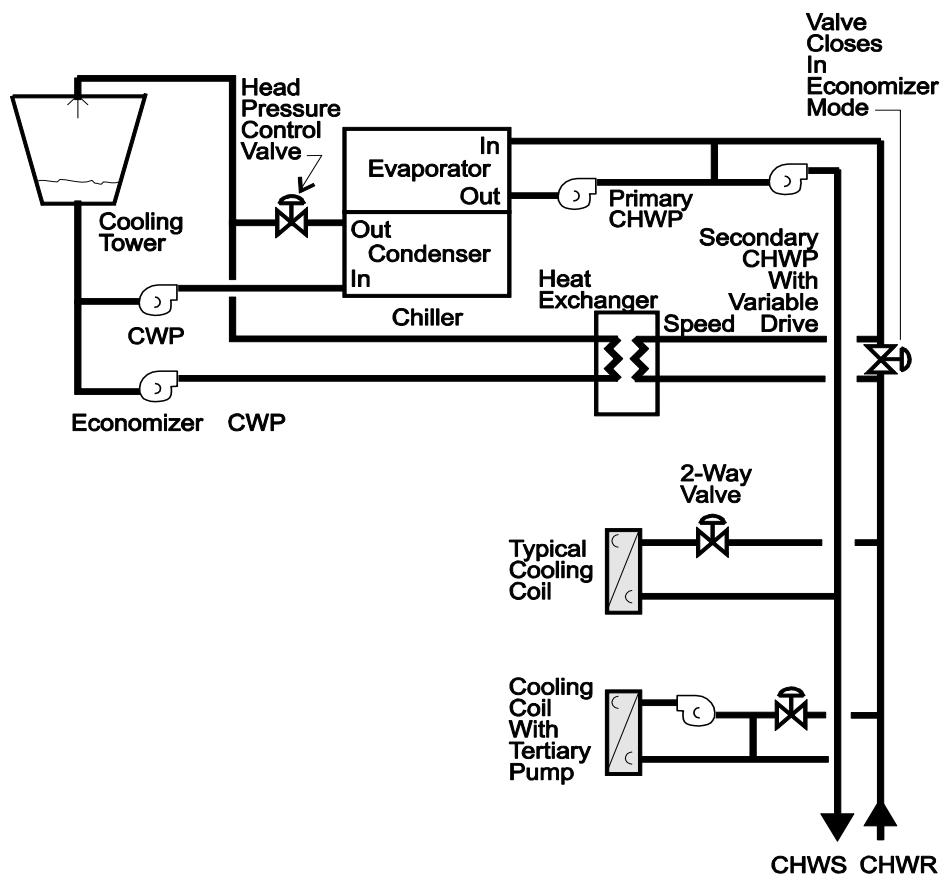 Valve
Closes
In
Economizer
Mode
Head
Pressure
Control
Valve
In
Evaporator
Out
Primary
CHWP
Cooling
Tower
Out
Condenser
In
Secondary
CHWP
With
Variable
Speed Drive
Heat
Exchanger
Chiller
CWP
Economizer CWP
2-Way
Valve
Typical
Cooling
Coil
Cooling
Coil
With
Tertiary
Pump
CHWS CHWR